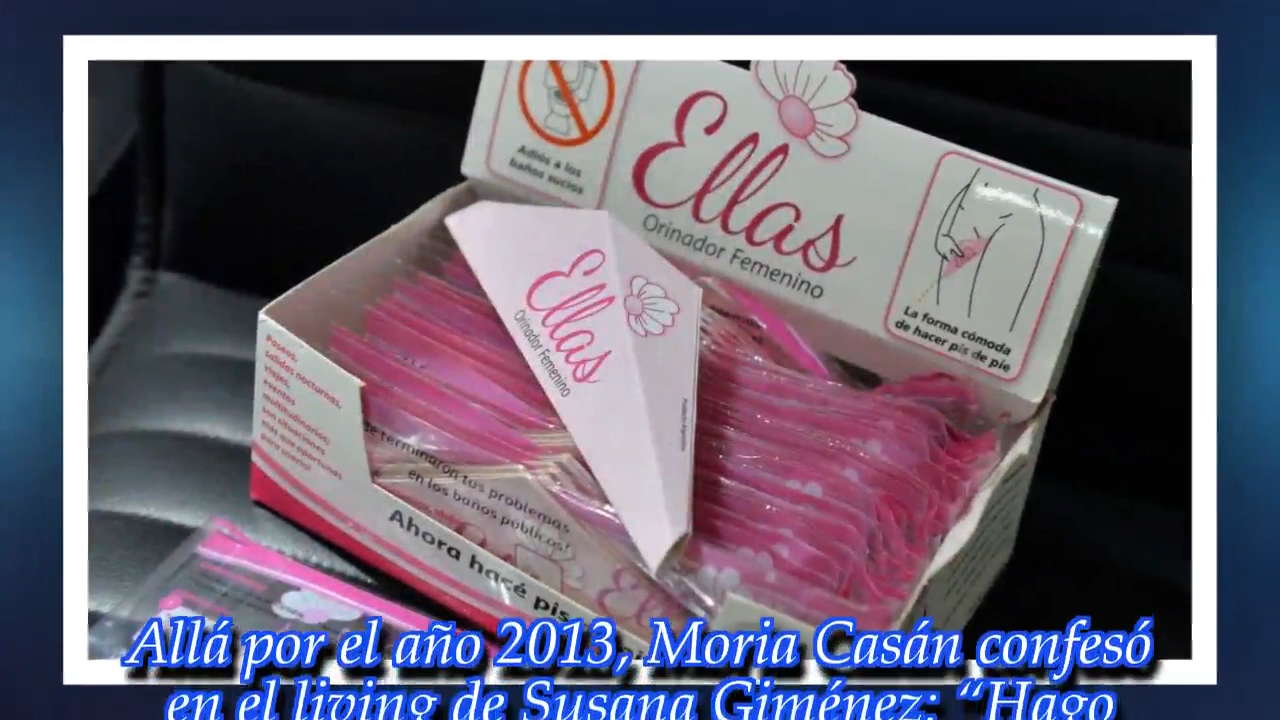 Adiós a los
baños sucios
Ellas
Orinador Femenino
La forma cómoda
de hacer pis de pie
Ellas
Orinador Femenino
Paseos,
salidas nocturnas,
viajes,
eventos
multitudinarios:
son situaciones
más que oportunas
para usarlo!
terminaron tus problemas
en los baños públicos!
Ahora hacé pis
Allá por el año 2013, Moria Casán confesó
en el living de Susana Giménez: “Hago